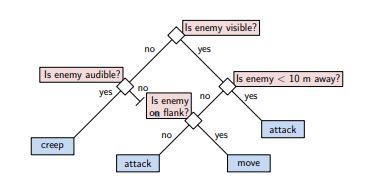 Is enemy visible?
no
yes
Is enemy audible?
Is enemy < 10 m away?
yes
no
no
yes
Is enemy
on flank?
creep
no
yes
attack
attack
move